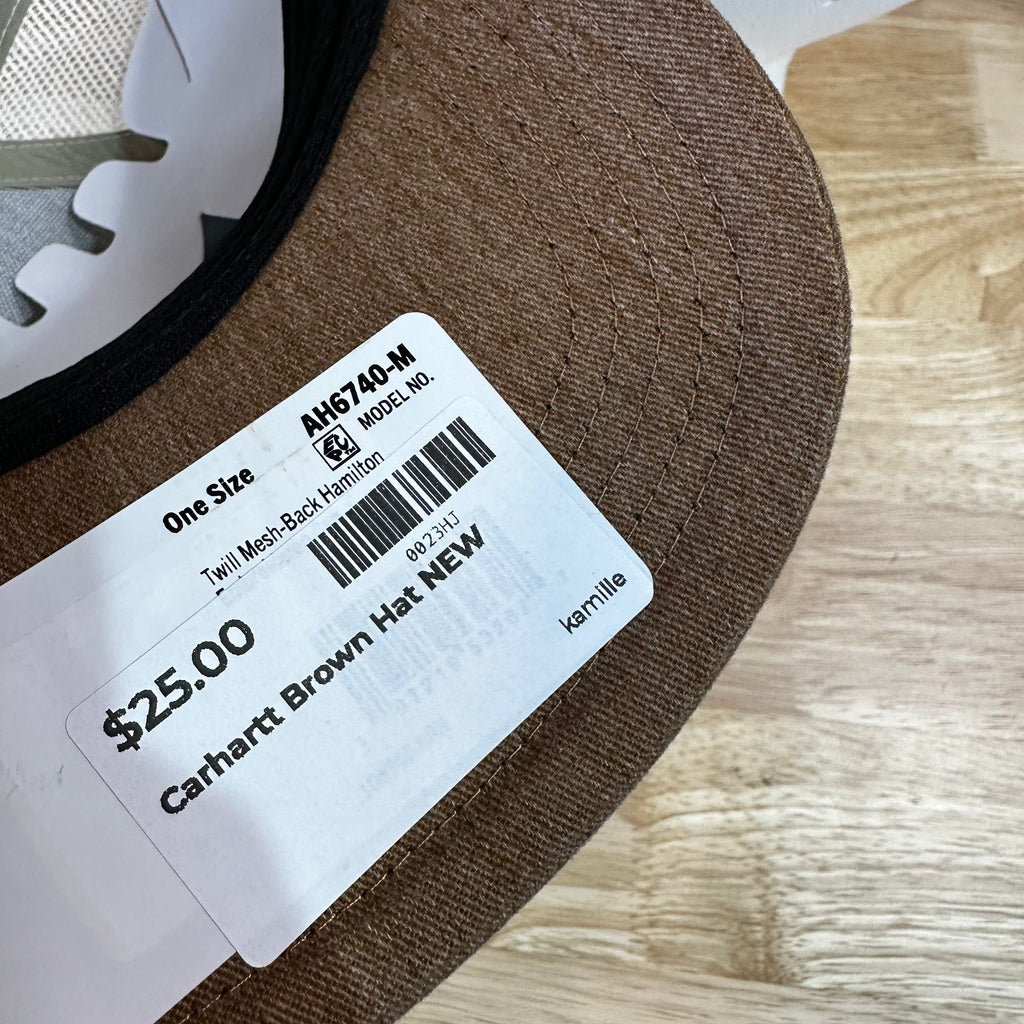 AH6740-M
MODEL NO.
One Size
Twill Mesh-Back Hamilton
0023HJ
$25.00
Carhartt Brown Hat NEW
kamille